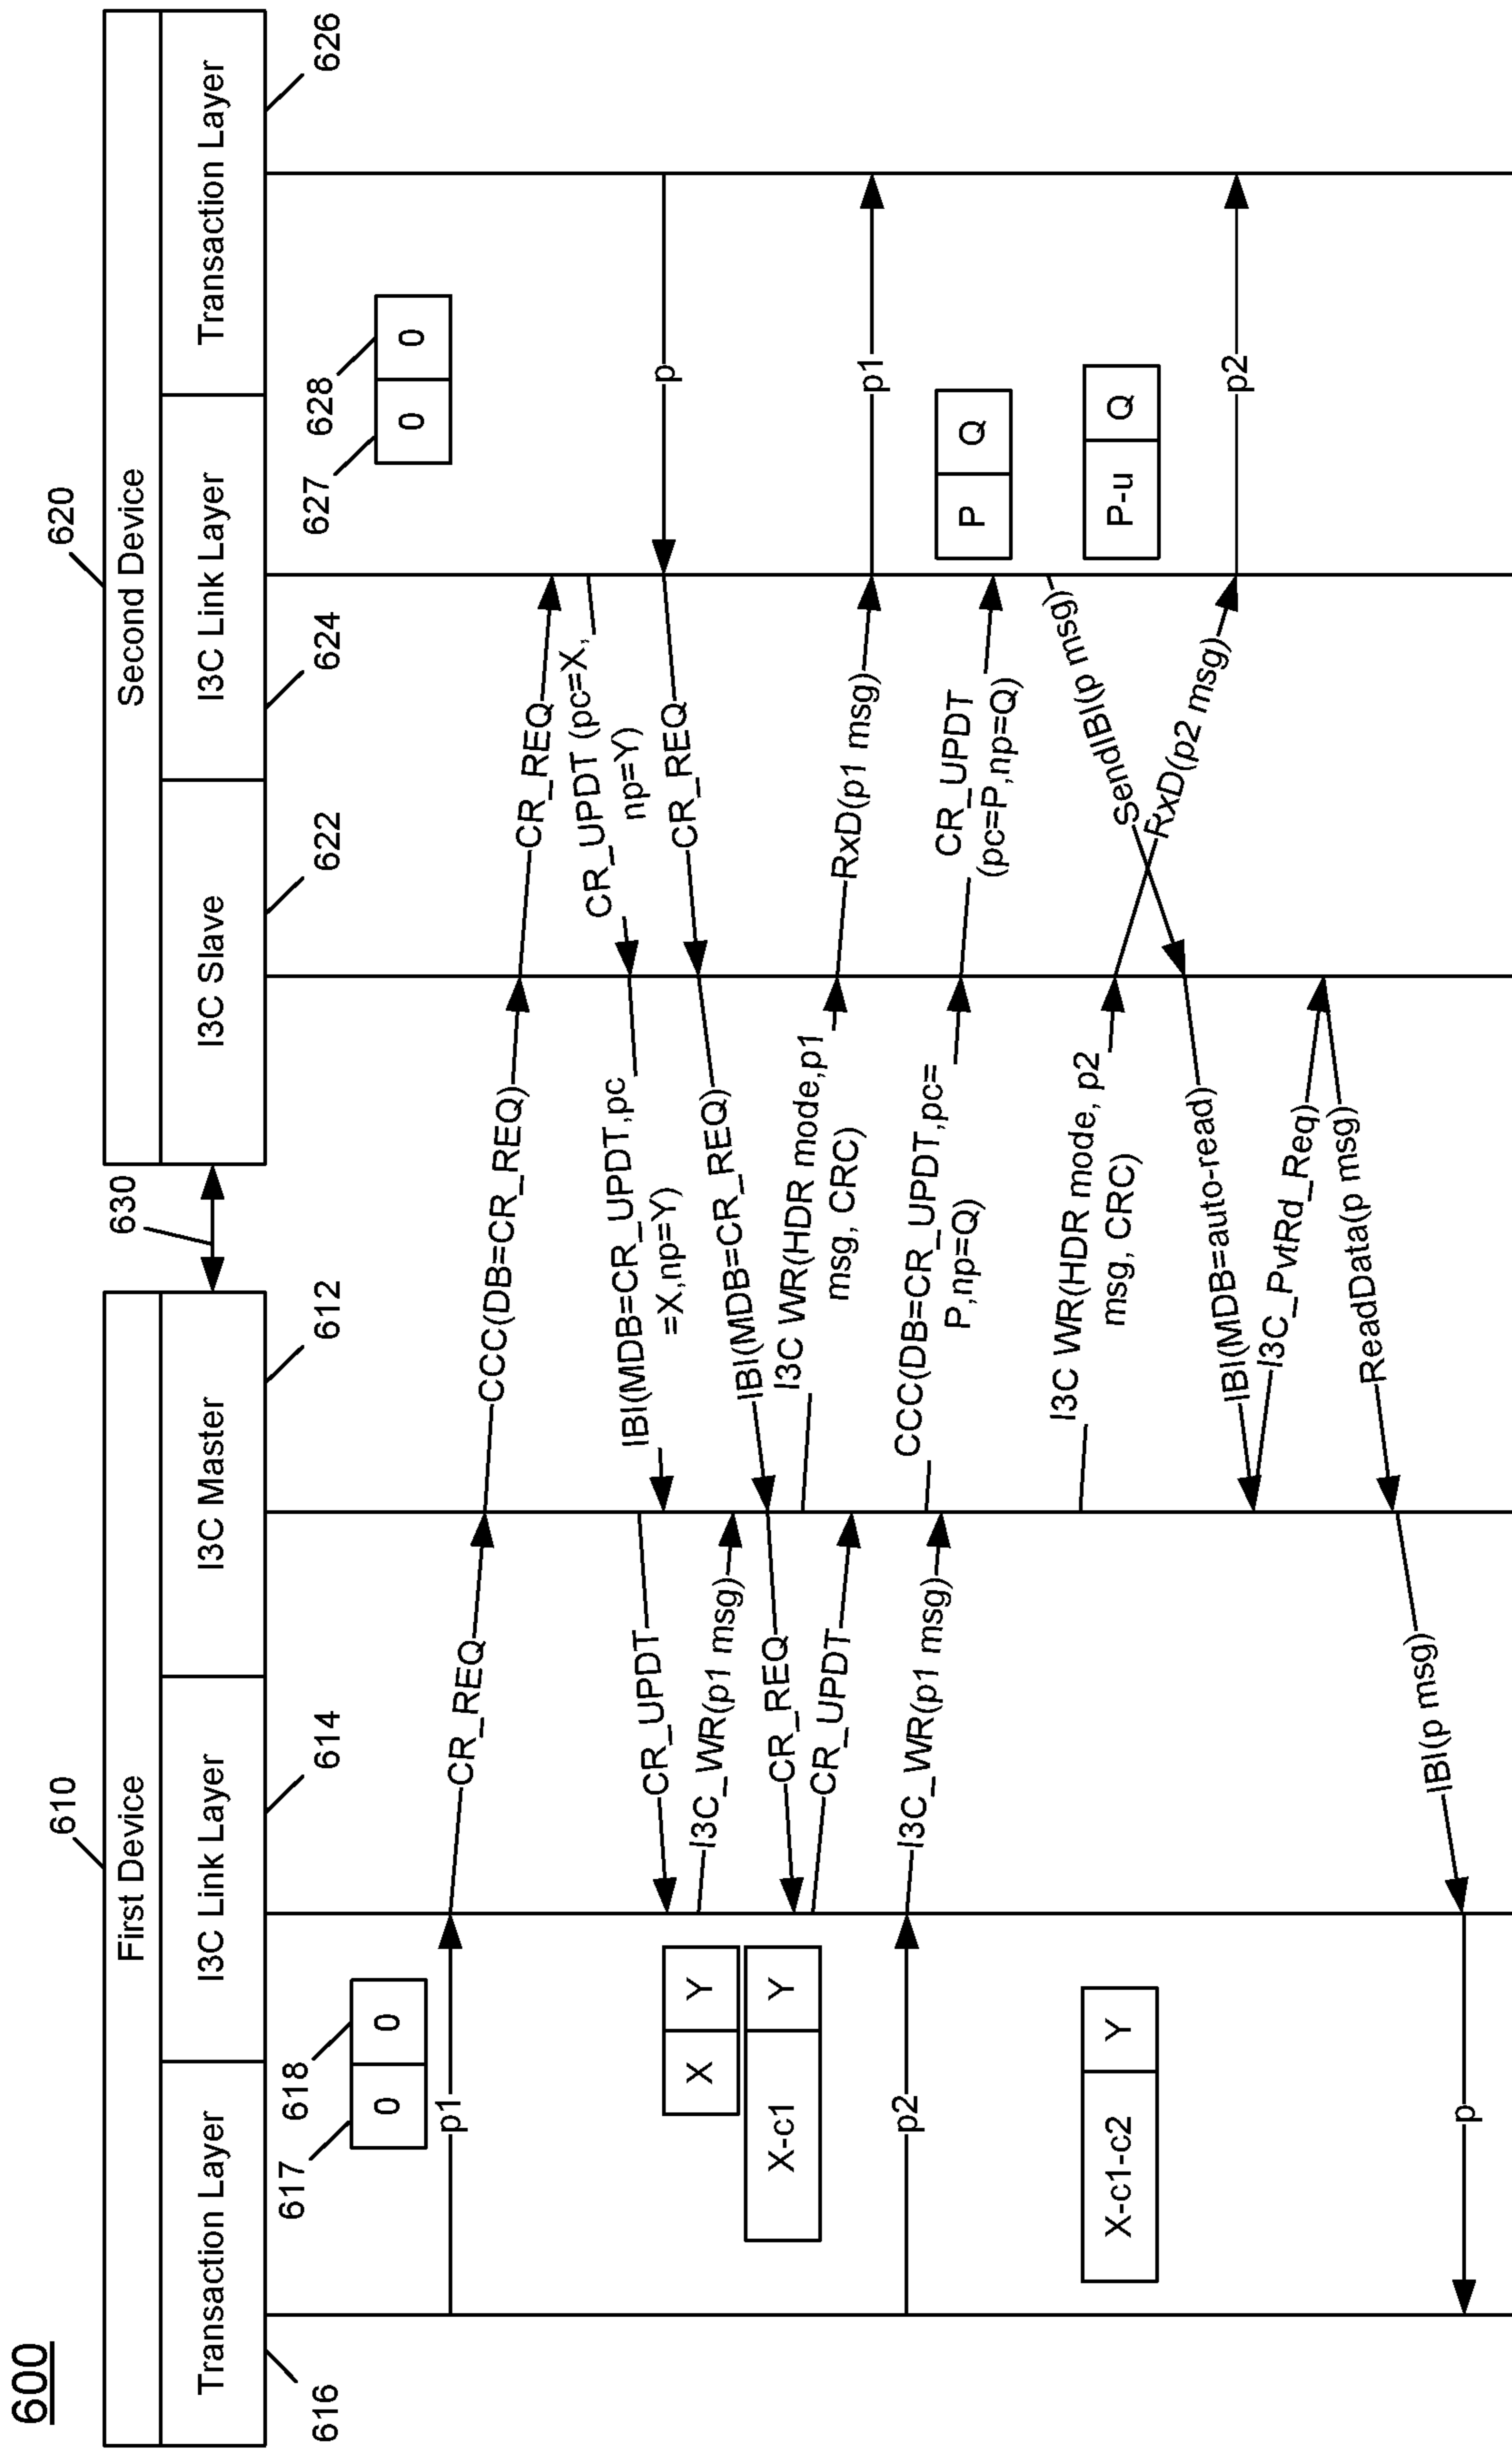 600
610
First Device
Transaction Layer
I3C Link Layer
I3C Master
616
614
612
630
620
Second Device
I3C Slave
I3C Link Layer
Transaction Layer
622
624
626
617
618
0
0
627
628
0
0
p1
CR_REQ
CCC(DB=CR_REQ)
CR_REQ
CR_UPDT (pc=X,
np=Y)
IBI(MDB=CR_UPDT,pc
=X,np=Y)
CR_UPDT
X
Y
p
CR_REQ
IBI(MDB=CR_REQ)
CR_REQ
I3C_WR(p1 msg)
X-c1
Y
I3C WR(HDR mode,p1
msg, CRC)
RxD(p1 msg)
p1
CR_UPDT
CCC(DB=CR_UPDT,pc=
P,np=Q)
CR_UPDT
(pc=P,np=Q)
P
Q
p2
I3C_WR(p1 msg)
I3C WR(HDR mode, p2
msg, CRC)
RxD(p2 msg)
p2
X-c1-c2
Y
SendIBI(p msg)
P-u
Q
IBI(MDB=auto-read)
I3C_PvtRd_Req)
ReadData(p msg)
IBI(p msg)
p